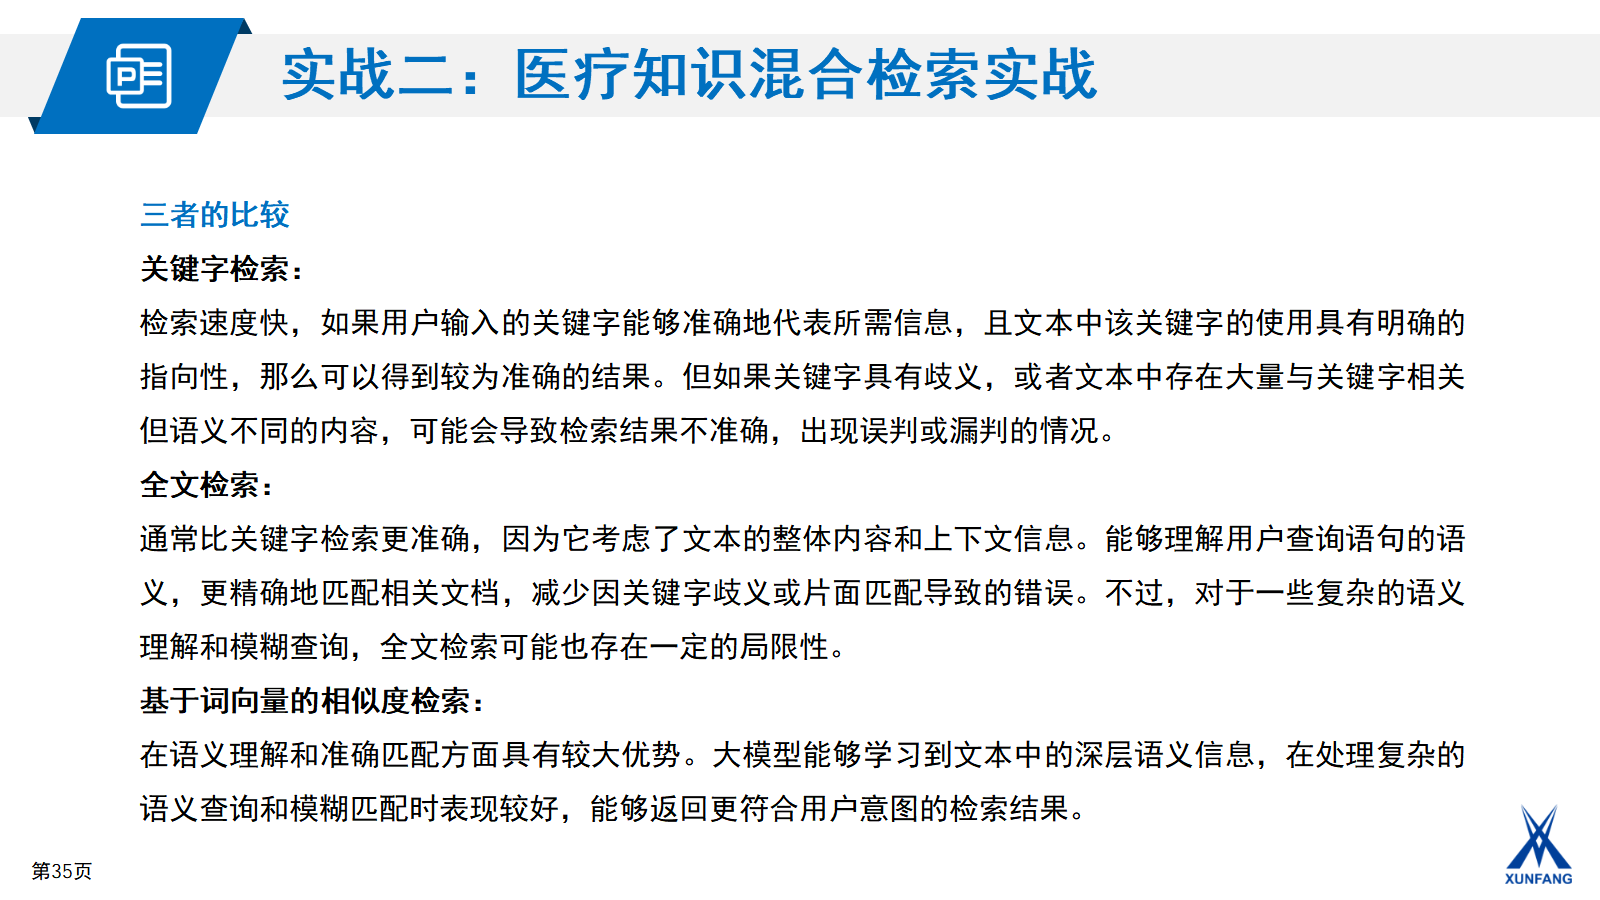 实战二：医疗知识混合检索实战
三者的比较
关键字检索：
检索速度快，如果用户输入的关键字能够准确地代表所需信息，且文本中该关键字的使用具有明确的
指向性，那么可以得到较为准确的结果。但如果关键字具有歧义，或者文本中存在大量与关键字相关
但语义不同的内容，可能会导致检索结果不准确，出现误判或漏判的情况。
全文检索：
通常比关键字检索更准确，因为它考虑了文本的整体内容和上下文信息。能够理解用户查询语句的语
义，更精确地匹配相关文档，减少因关键字歧义或片面匹配导致的错误。不过，对于一些复杂的语义
理解和模糊查询，全文检索可能也存在一定的局限性。
基于词向量的相似度检索：
在语义理解和准确匹配方面具有较大优势。大模型能够学习到文本中的深层语义信息，在处理复杂的
语义查询和模糊匹配时表现较好，能够返回更符合用户意图的检索结果。
第35页
XUNFANG